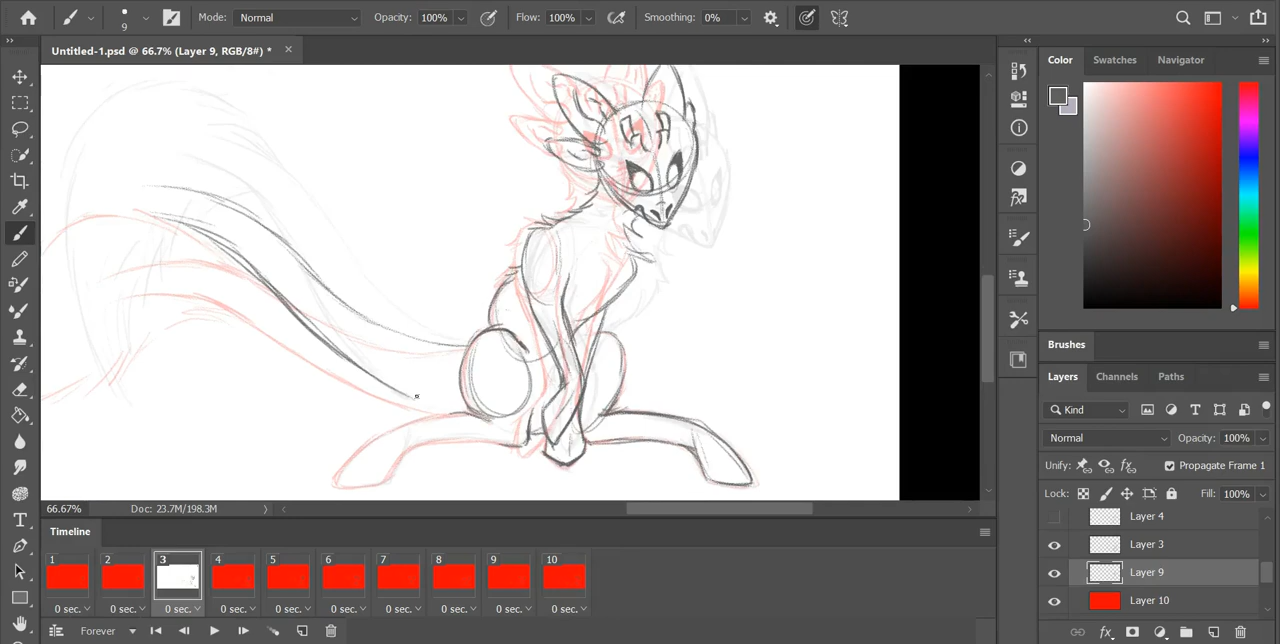 9
Mode: Normal
Opacity: 100%
Flow: 100%
Smoothing: 0%
Untitled-1.psd @ 66.7% (Layer 9, RGB/8#) *
Color
Swatches
Navigator
Brushes
Layers
Channels
Paths
Kind
Normal
Opacity: 100%
Unify:
Propagate Frame 1
Lock:
Fill: 100%
Layer 4
Layer 3
Layer 9
Layer 10
66.67%
Doc: 23.7M/198.3M
Timeline
1 2 3 4 5 6 7 8 9 10
0 sec. 0 sec. 0 sec. 0 sec. 0 sec. 0 sec. 0 sec. 0 sec. 0 sec. 0 sec.
Forever